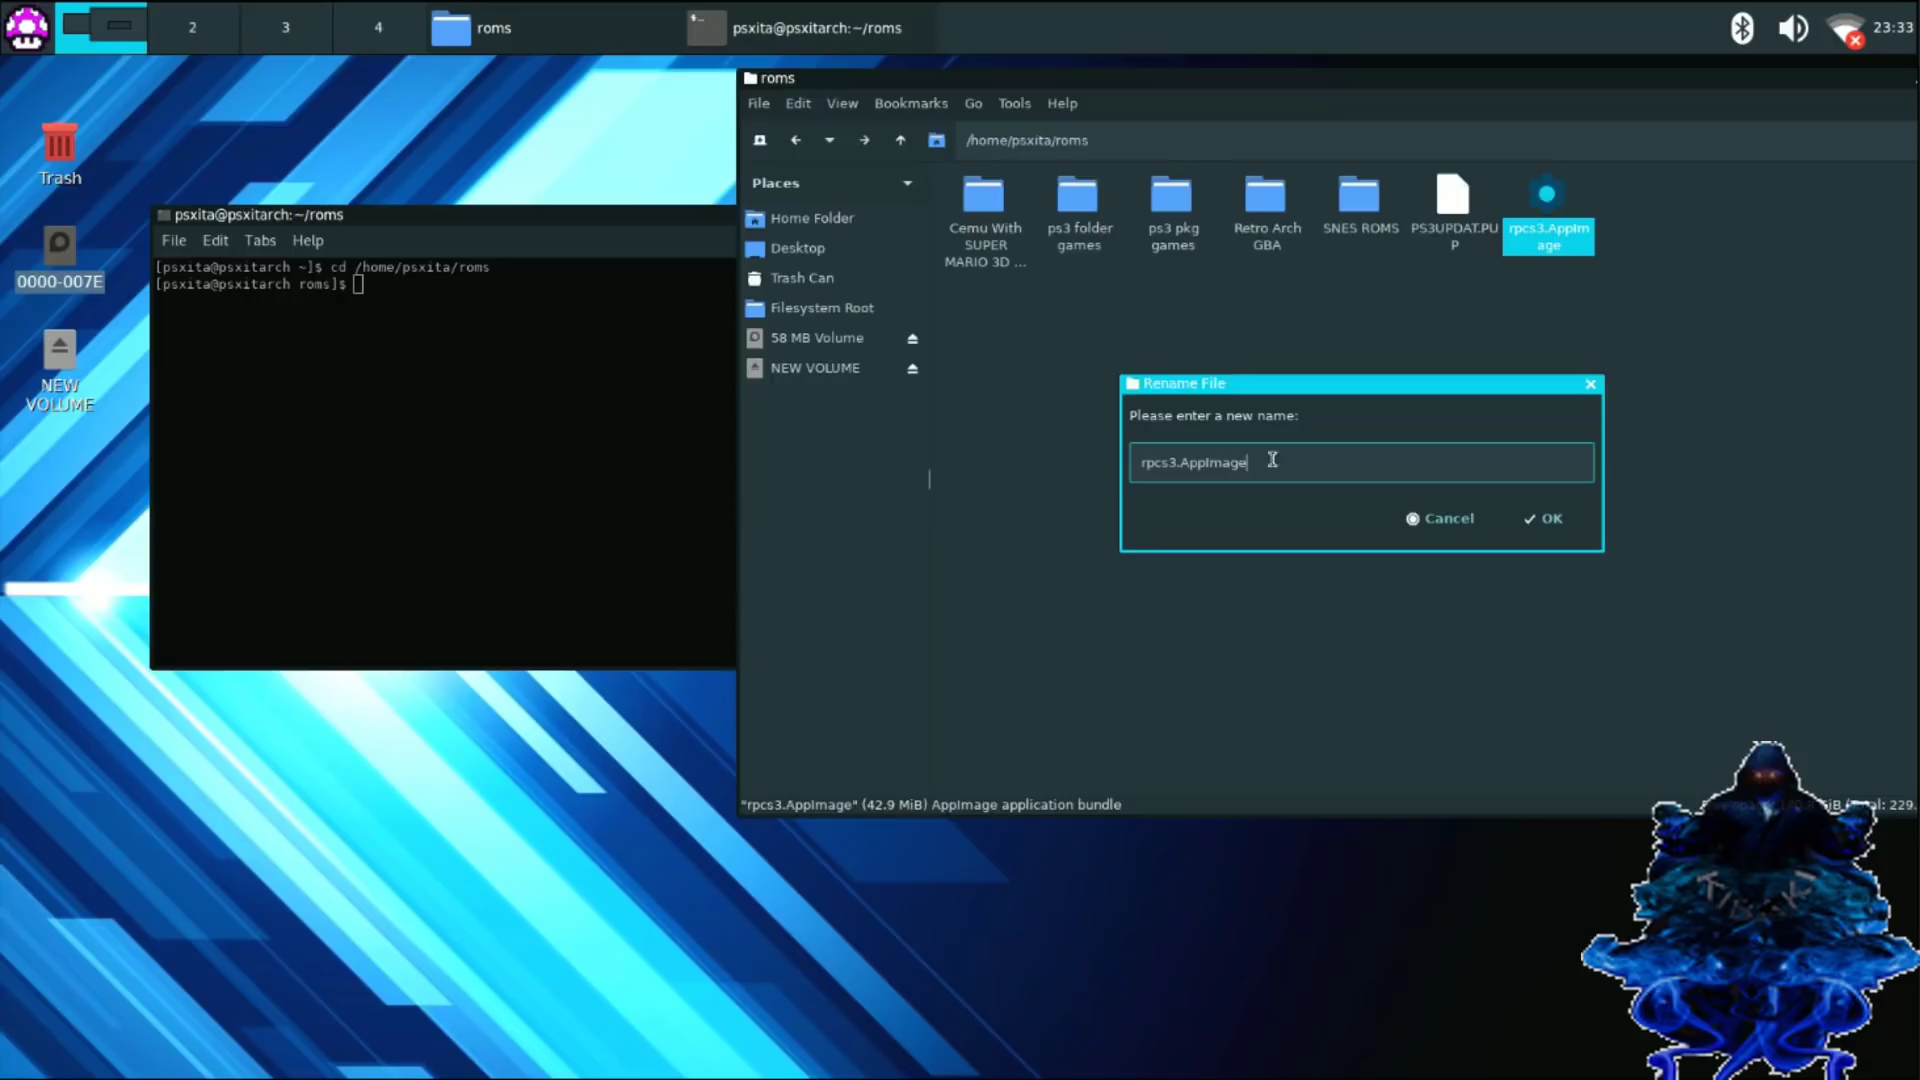 2
3
4
roms
psxita@psxitarch:~/roms
23:33
Trash
0000-007E
NEW
VOLUME
psxita@psxitarch:~/roms
File Edit Tabs Help
[psxita@psxitarch ~]$ cd /home/psxita/roms
[psxita@psxitarch roms]$
roms
File Edit View Bookmarks Go Tools Help
/home/psxita/roms
Places
Home Folder
Desktop
Trash Can
Filesystem Root
58 MB Volume
NEW VOLUME
Cemu With
SUPER
MARIO 3D ...
ps3 folder
games
ps3 pkg
games
Retro Arch
GBA
SNES ROMS
PS3UPDAT.PU
P
rpcs3.AppIm
age
Rename File
Please enter a new name:
rpcs3.AppImage
Cancel
OK
"rpcs3.AppImage" (42.9 MiB) AppImage application bundle
229.